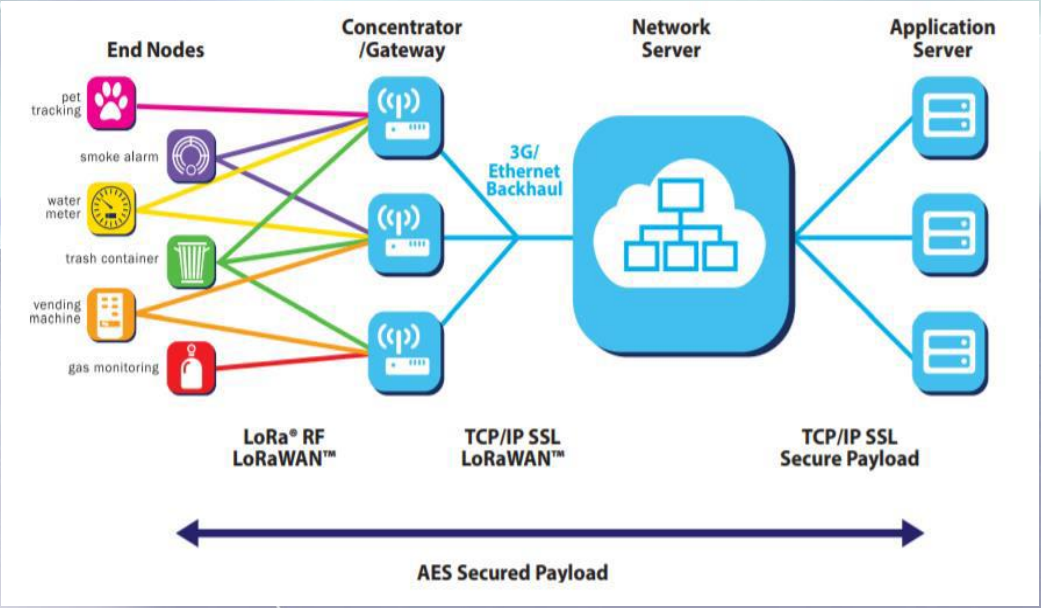 End Nodes
Concentrator
/Gateway
Network
Server
Application
Server
pet
tracking
smoke alarm
water
meter
trash container
vending
machine
gas monitoring
3G/
Ethernet
Backhaul
LoRa® RF
LoRaWAN™
TCP/IP SSL
LoRaWAN™
TCP/IP SSL
Secure Payload
AES Secured Payload